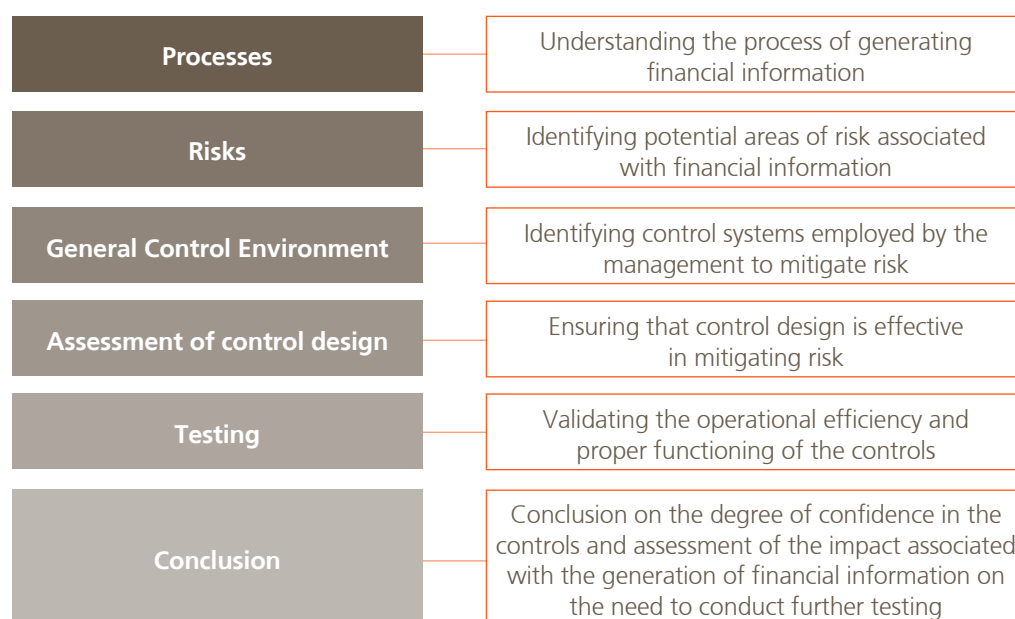 Processes
Understanding the process of generating
financial information
Risks
Identifying potential areas of risk associated
with financial information
General Control Environment
Identifying control systems employed by the
management to mitigate risk
Assessment of control design
Ensuring that control design is effective
in mitigating risk
Testing
Validating the operational efficiency and
proper functioning of the controls
Conclusion
Conclusion on the degree of confidence in the
controls and assessment of the impact associated
with the generation of financial information on
the need to conduct further testing